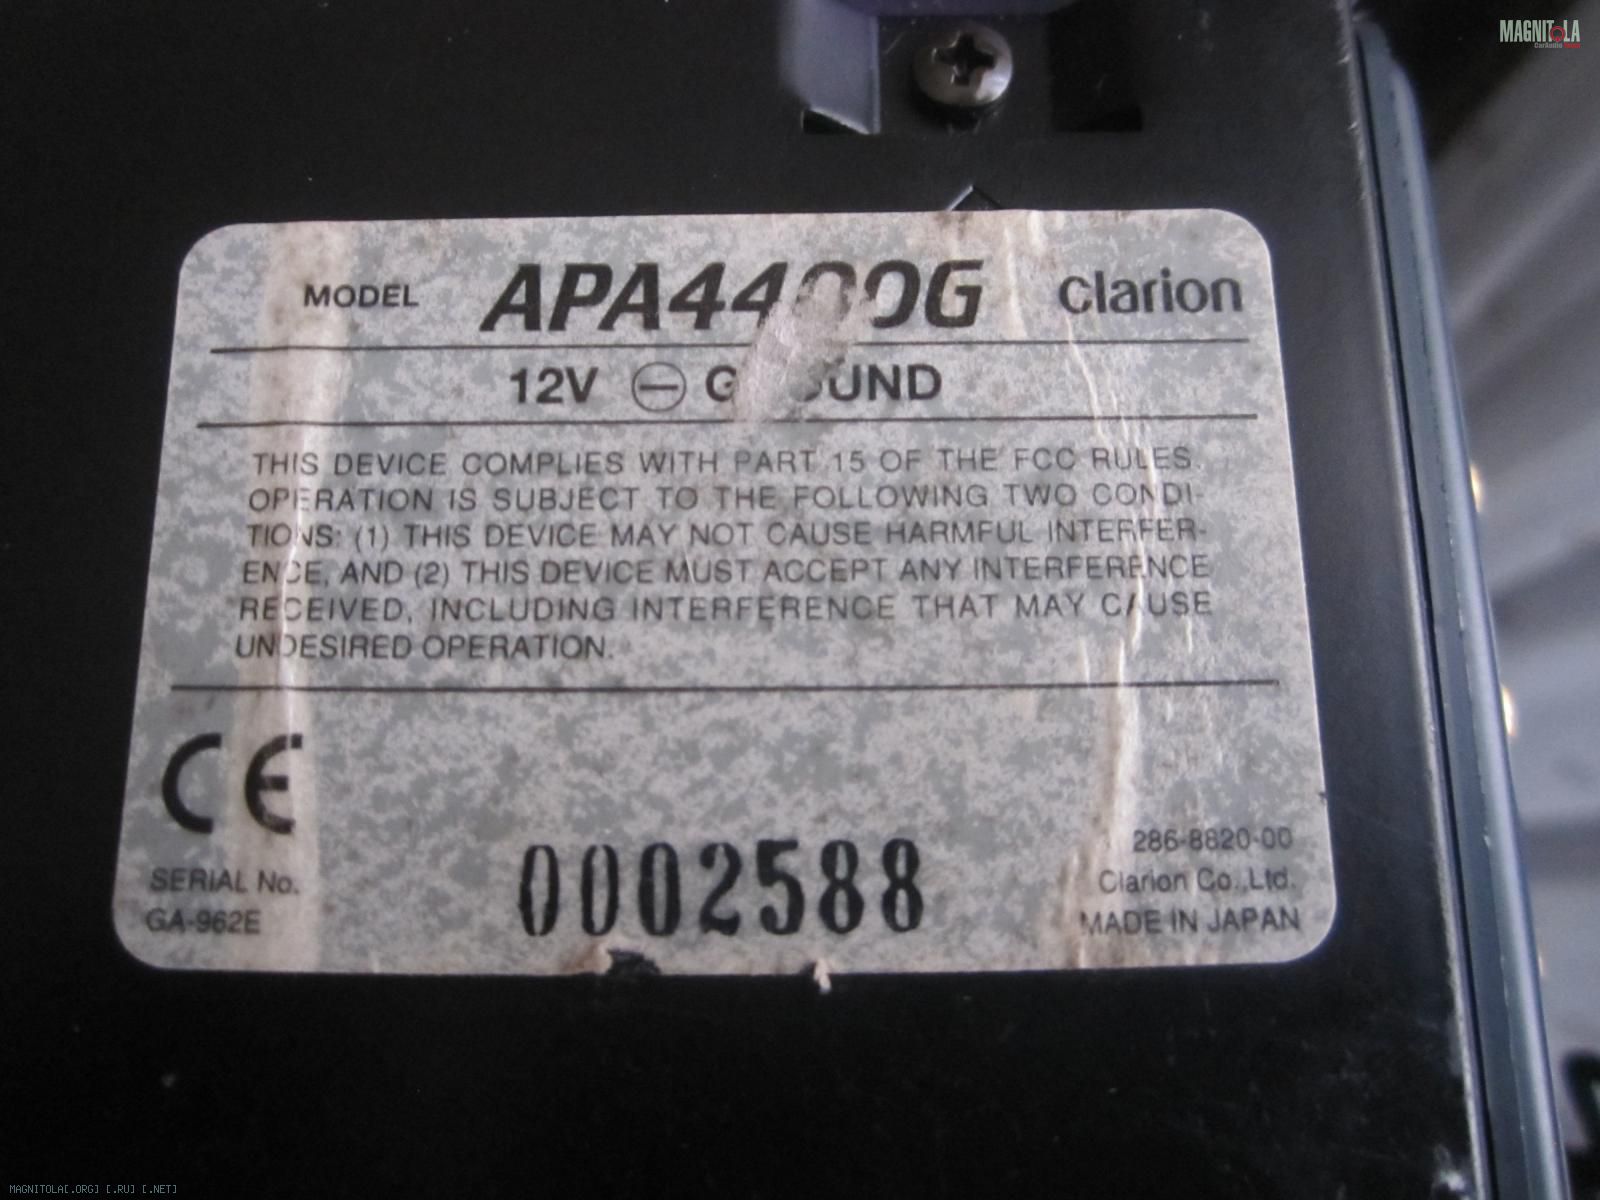 MAGNITOLA
MODEL APA4400G Clarion
12V ⊖ GROUND
THIS DEVICE COMPLIES WITH PART 15 OF THE FCC RULES.
OPERATION IS SUBJECT TO THE FOLLOWING TWO CONDI-
TIONS: (1) THIS DEVICE MAY NOT CAUSE HARMFUL INTERFER-
ENCE, AND (2) THIS DEVICE MUST ACCEPT ANY INTERFERENCE
RECEIVED, INCLUDING INTERFERENCE THAT MAY CAUSE
UNDESIRED OPERATION.
CE
SERIAL No.
GA-962E
0002588
286-8820-00
Clarion Co.,Ltd.
MADE IN JAPAN
MAGNITOLA[.ORG] [.RU] [.NET]